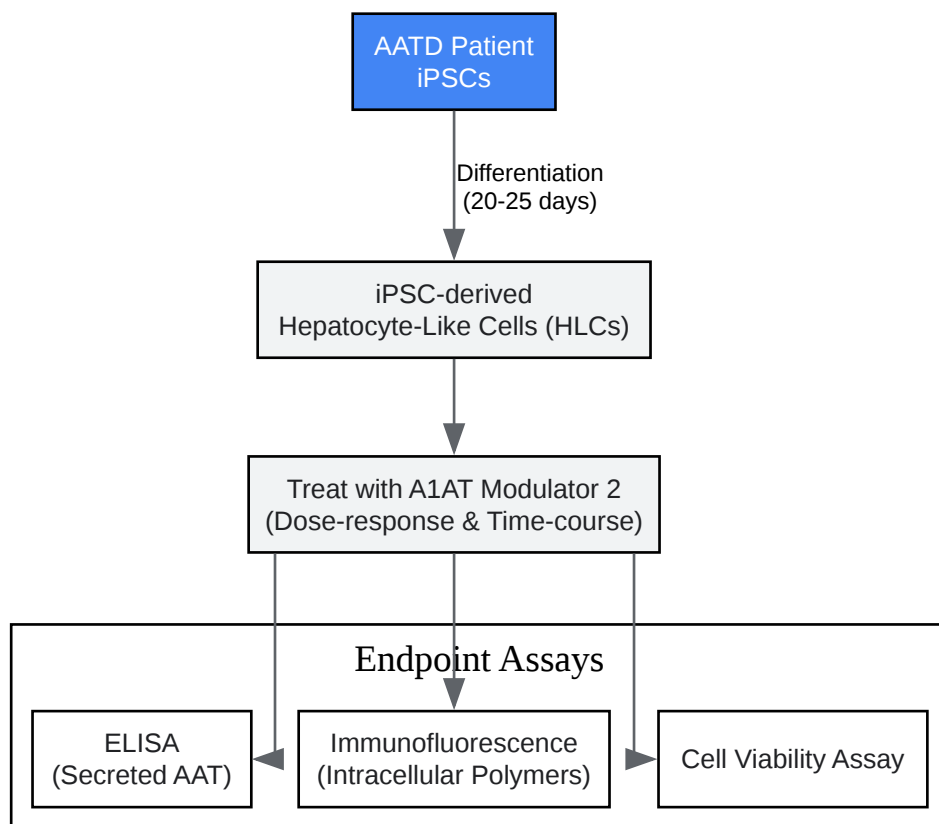 AATD Patient
iPSCs
Differentiation
(20-25 days)
iPSC-derived
Hepatocyte-Like Cells (HLCs)
Treat with A1AT Modulator 2
(Dose-response & Time-course)
Endpoint Assays
ELISA
(Secreted AAT)
Immunofluorescence
(Intracellular Polymers)
Cell Viability Assay